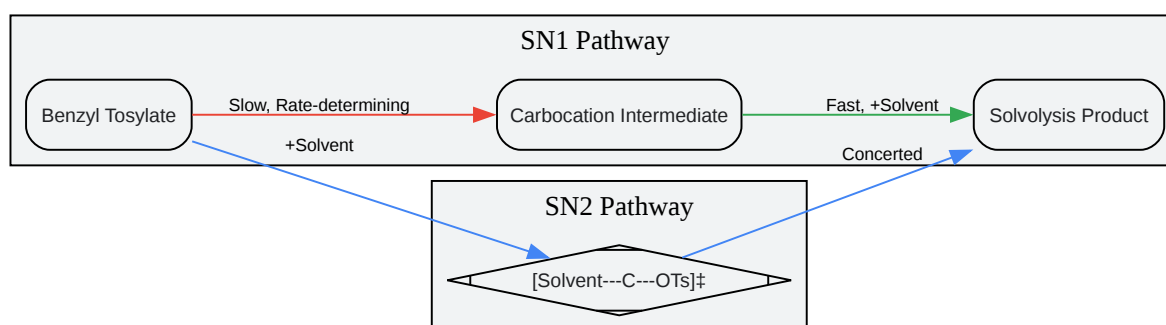 SN1 Pathway
Benzyl Tosylate
Slow, Rate-determining
Carbocation Intermediate
Fast, +Solvent
Solvolysis Product
+Solvent
Concerted
SN2 Pathway
[Solvent---C---OTs]‡